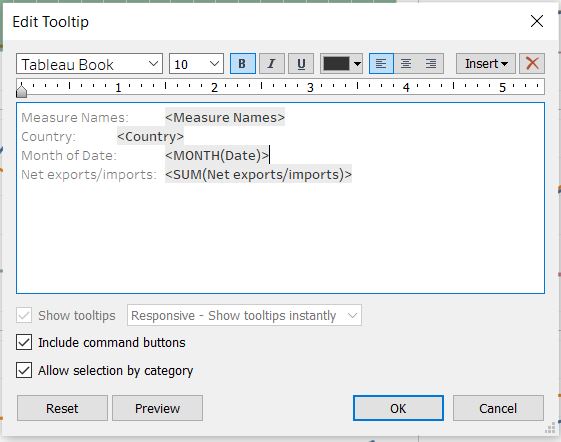 Edit Tooltip
Tableau Book 10 B I U Insert
1 2 3 4 5
Measure Names: <Measure Names>
Country: <Country>
Month of Date: <MONTH(Date)>
Net exports/imports: <SUM(Net exports/imports)>
Show tooltips Responsive - Show tooltips instantly
Include command buttons
Allow selection by category
Reset Preview OK Cancel